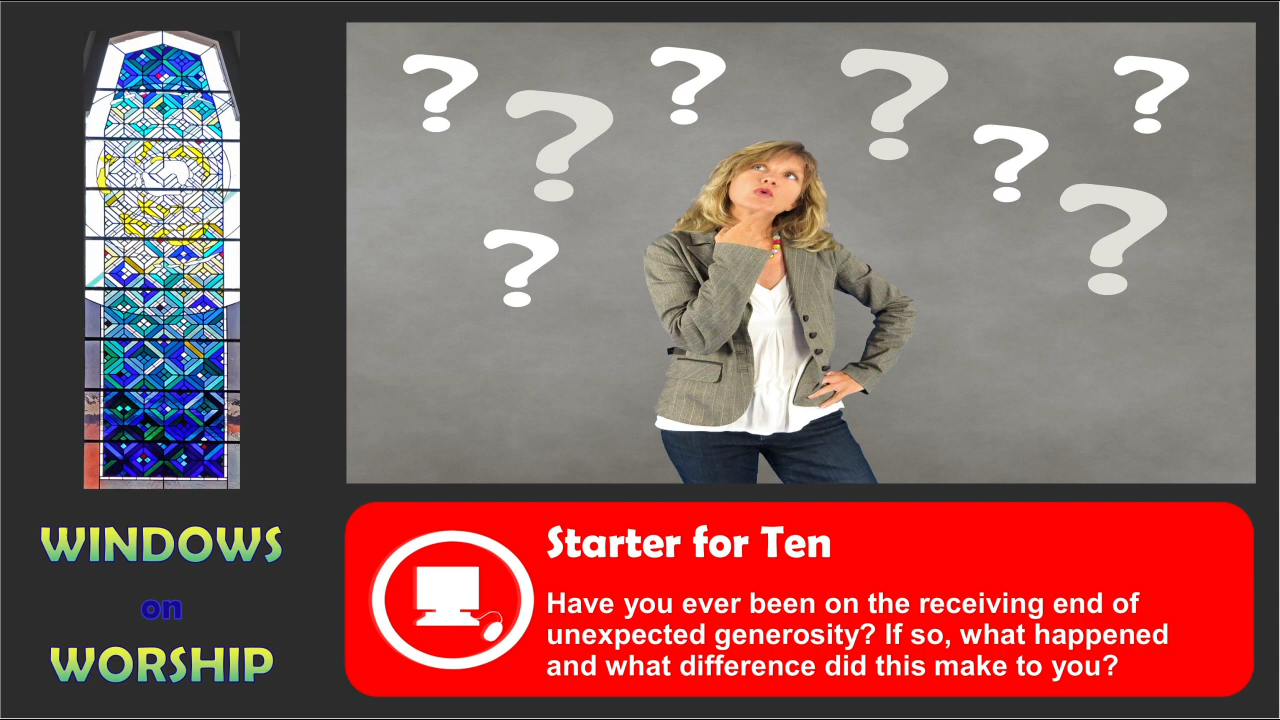 ? ? ? ? ? ? ? ?
WINDOWS
on
WORSHIP
Starter for Ten
Have you ever been on the receiving end of
unexpected generosity? If so, what happened
and what difference did this make to you?